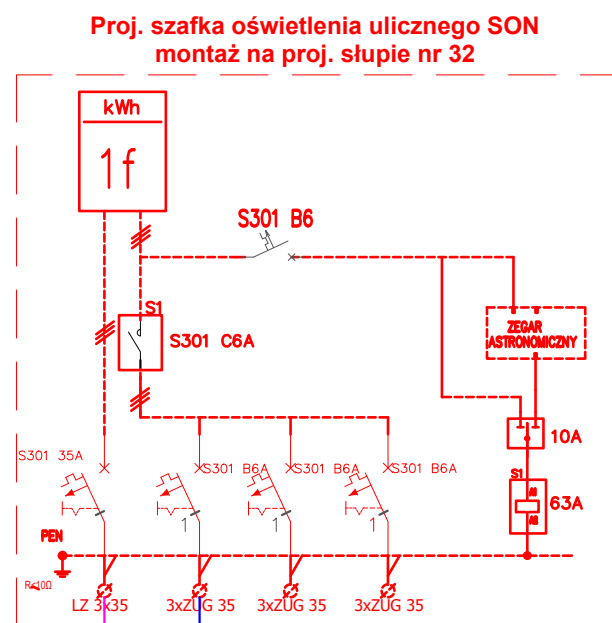 Proj. szafka oświetlenia ulicznego SON
montaż na proj. słupie nr 32
kWh
1f
S301 B6
S1
S301 C6A
ZEGAR
ASTRONOMICZNY
10A
S301 35A
S301 B6A
S301 B6A
S301 B6A
S1
A1
A2
63A
1
1
1
PEN
R<10Ω
LZ 3x35
3xZUG 35
3xZUG 35
3xZUG 35